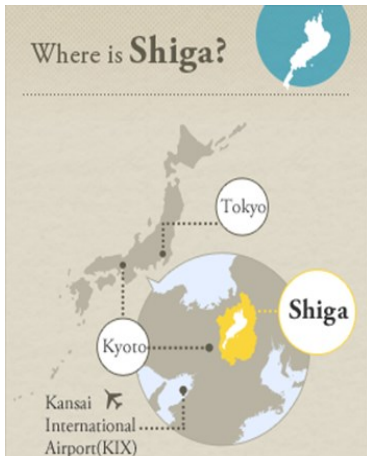 Where is Shiga?
Tokyo
Shiga
Kyoto
Kansai
International
Airport(KIX)